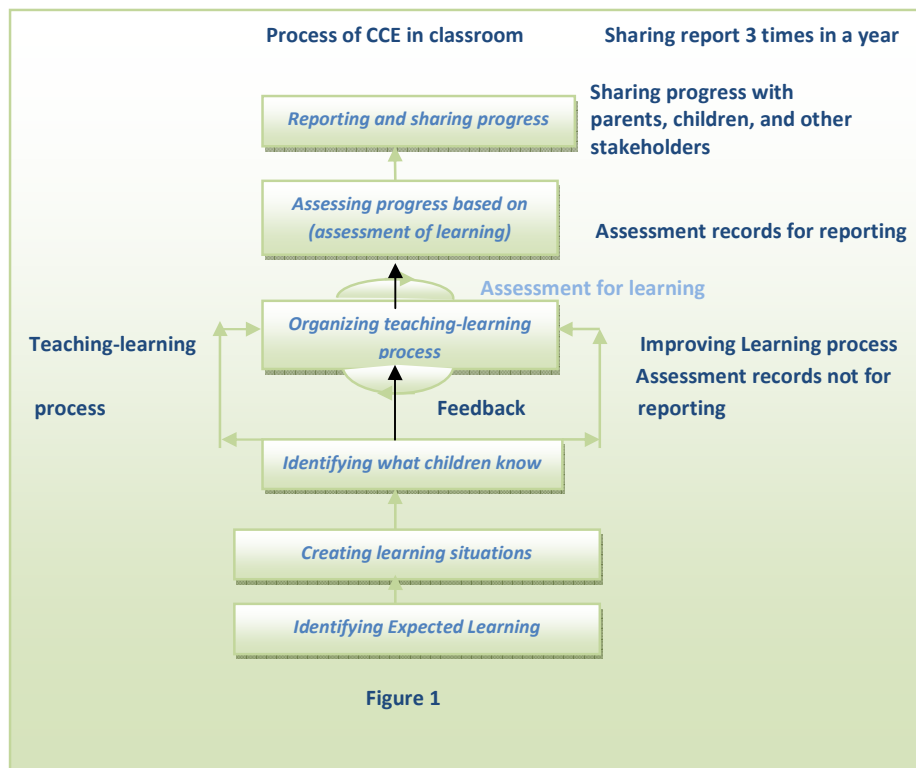 Process of CCE in classroom
Sharing report 3 times in a year
Reporting and sharing progress
Sharing progress with
parents, children, and other
stakeholders
Assessing progress based on
(assessment of learning)
Assessment records for reporting
Assessment for learning
Organizing teaching-learning
process
Teaching-learning
process
Improving Learning process
Assessment records not for
reporting
Feedback
Identifying what children know
Creating learning situations
Identifying Expected Learning
Figure 1